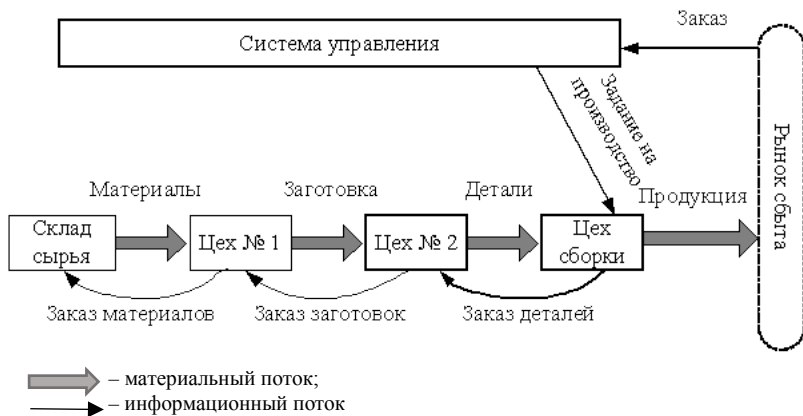 Заказ
Система управления
Задание на
производство
Рынок сбыта
Материалы
Заготовка
Детали
Продукция
Склад
сырья
Цех № 1
Цех № 2
Цех
сборки
Заказ материалов
Заказ заготовок
Заказ деталей
– материальный поток;
– информационный поток